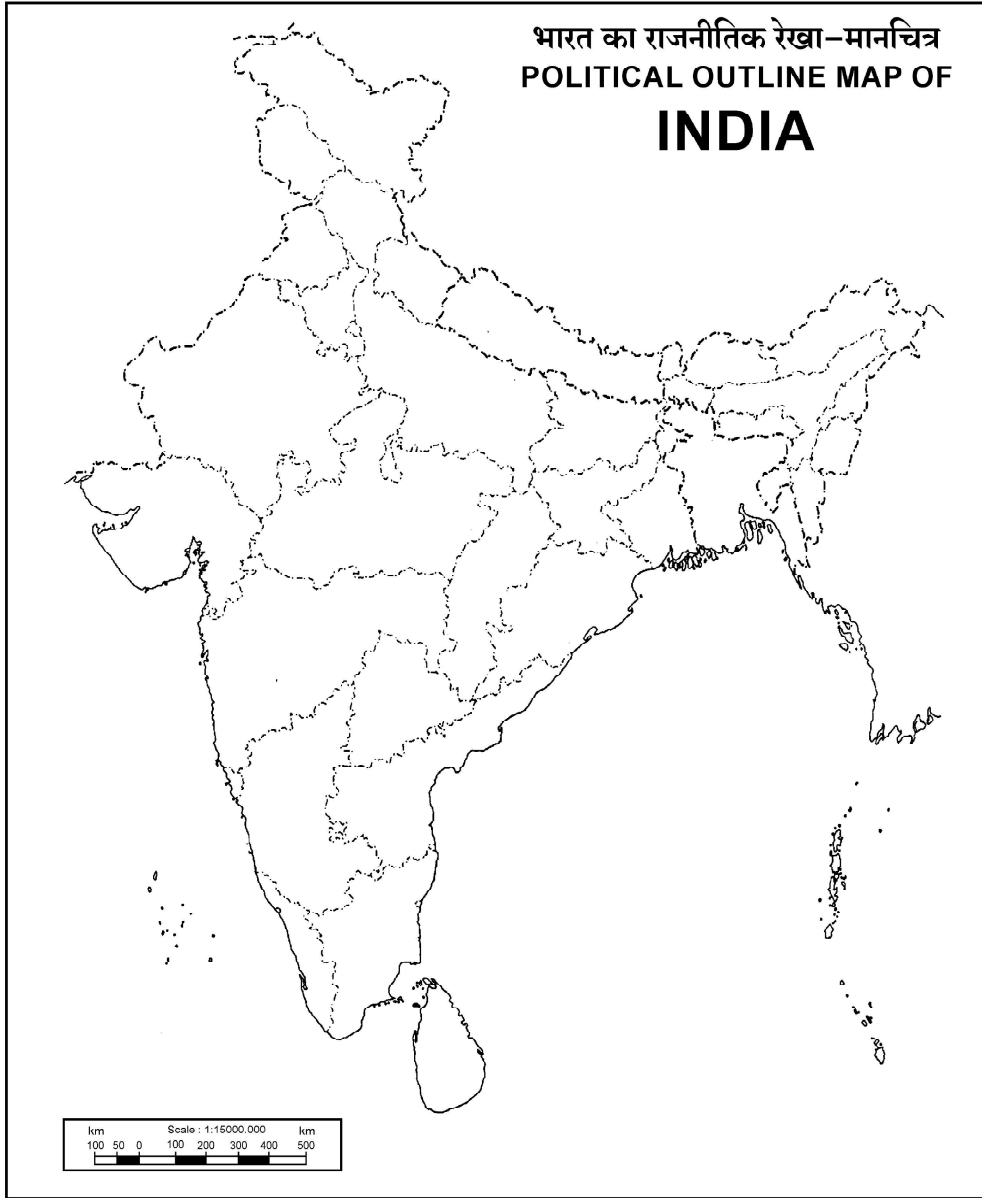 भारत का राजनीतिक रेखा–मानचित्र
POLITICAL OUTLINE MAP OF
INDIA
km Scale : 1:15000.000 km
100 50 0 100 200 300 400 500